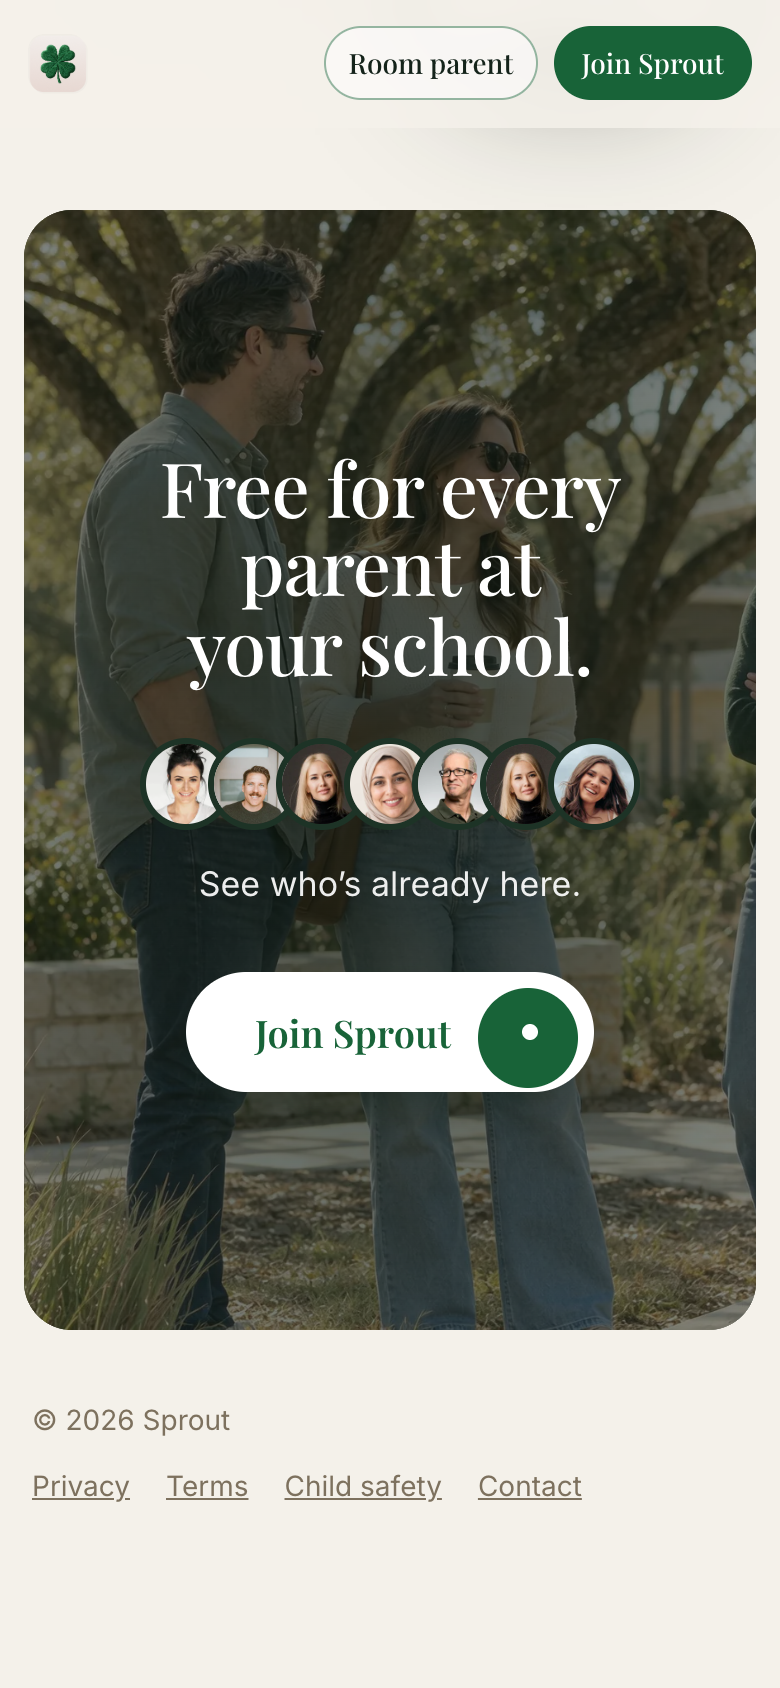 Room parent
Join Sprout
Free for every
parent at
your school.
See who’s already here.
Join Sprout
© 2026 Sprout
Privacy Terms Child safety Contact